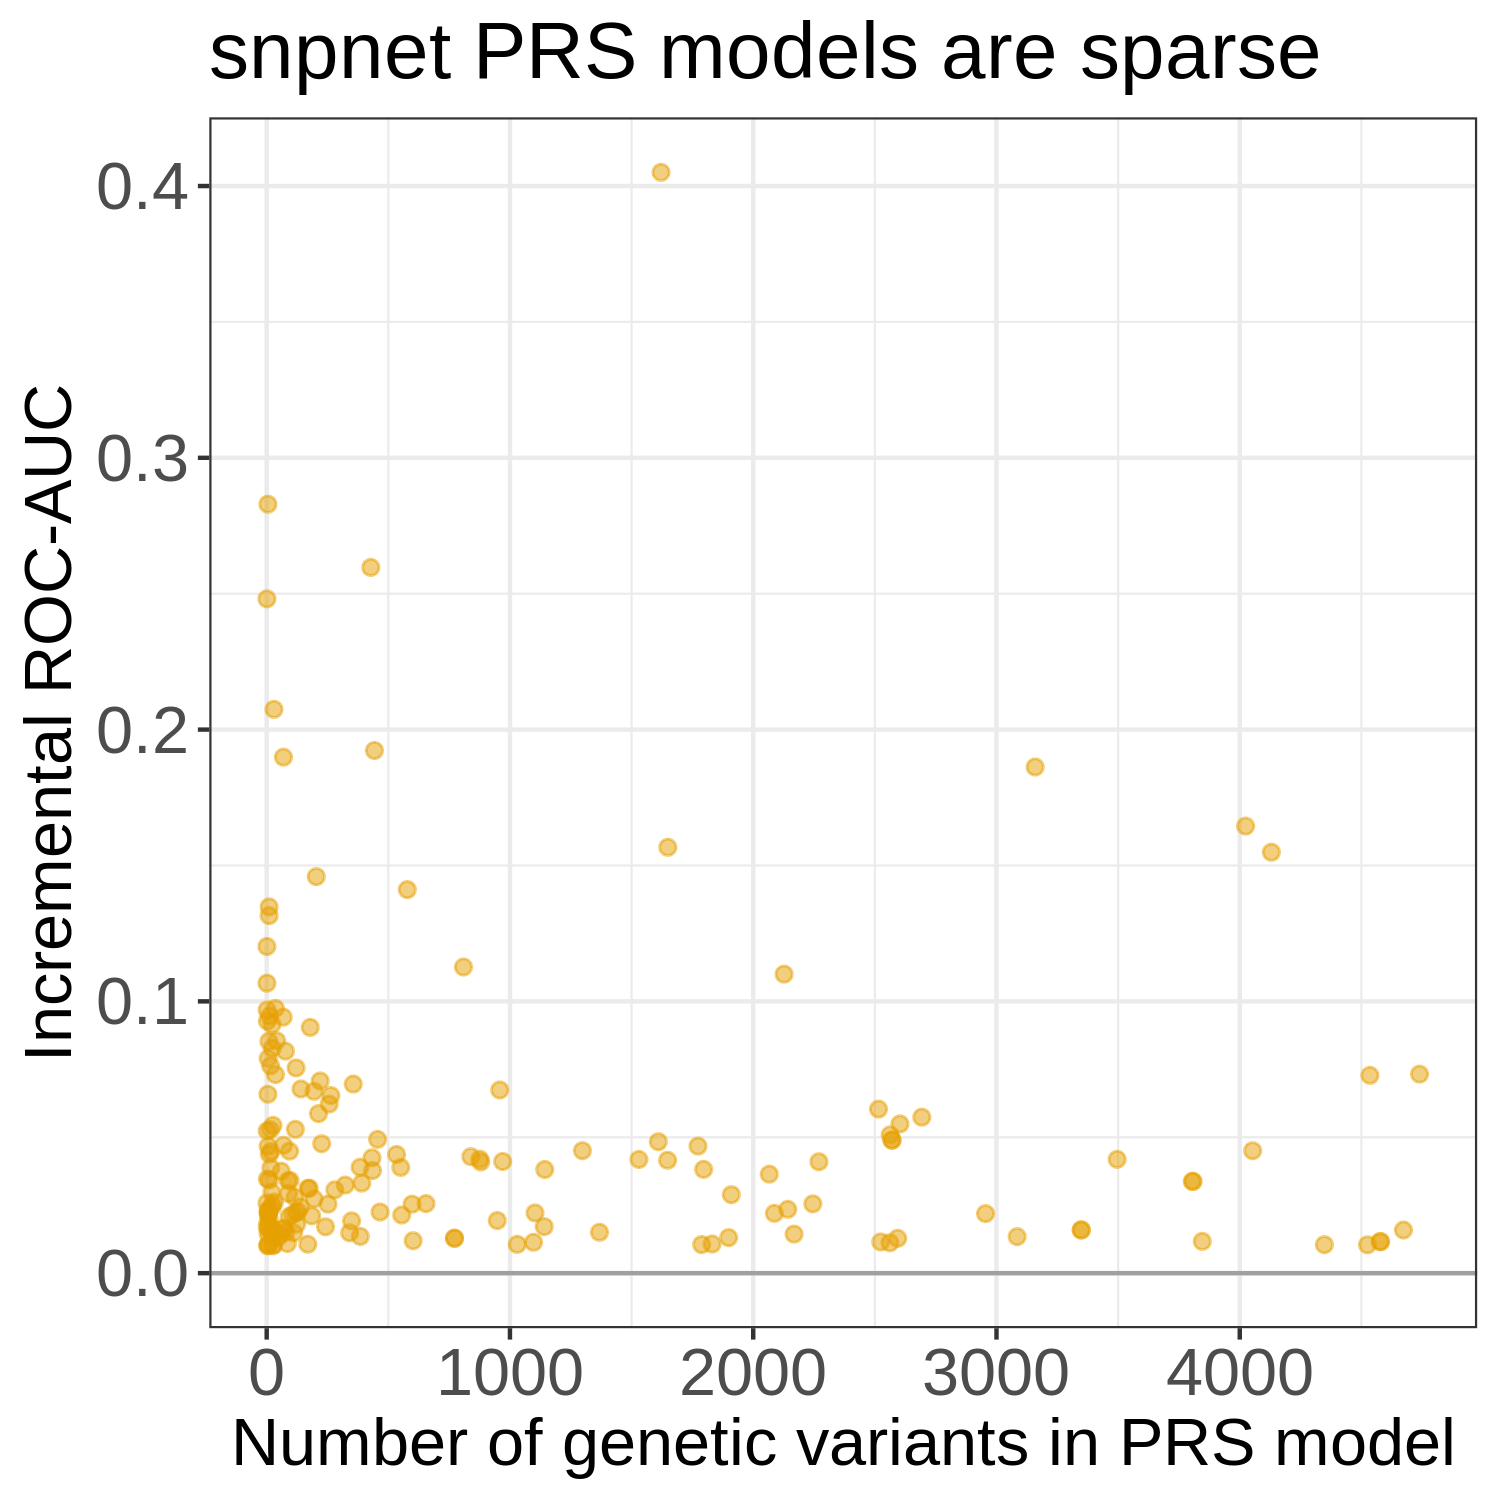 snpnet PRS models are sparse
Incremental ROC-AUC
0.4
0.3
0.2
0.1
0.0
0 1000 2000 3000 4000
Number of genetic variants in PRS model